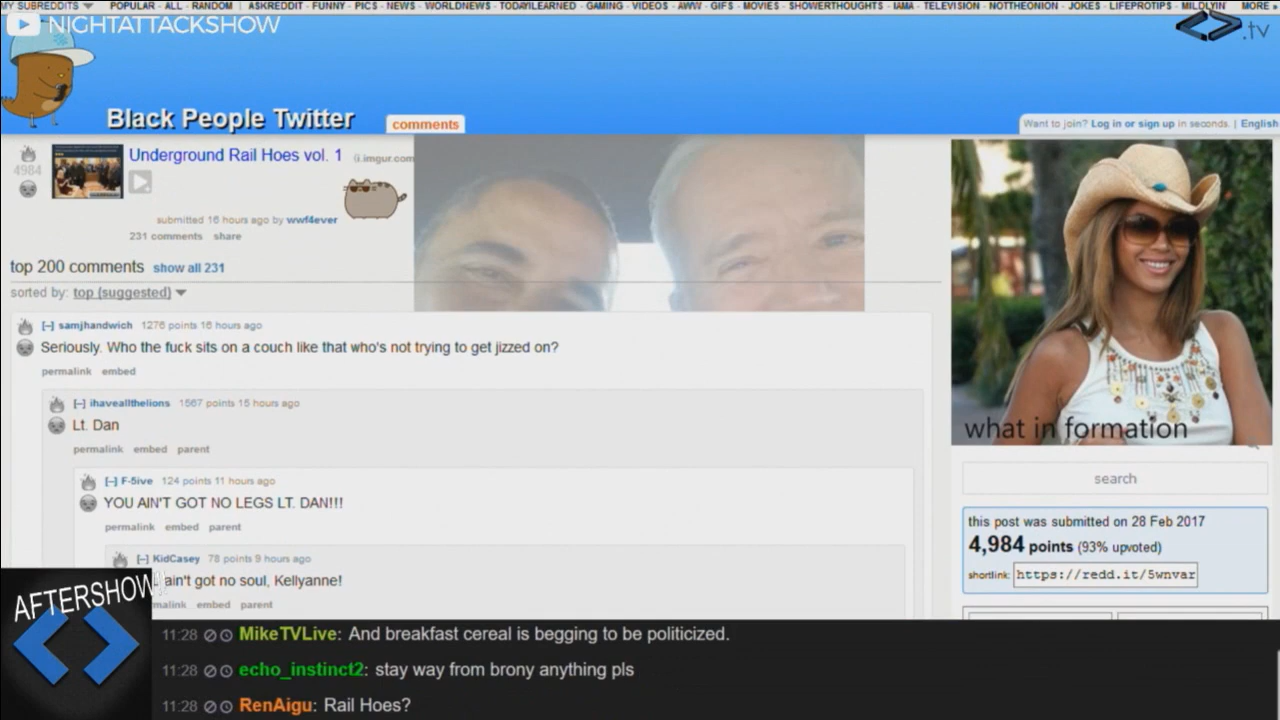 MY SUBREDDITS POPULAR - ALL - RANDOM | ASKREDDIT - FUNNY - PICS - NEWS - WORLDNEWS - TODAYILEARNED - GAMING - VIDEOS - AWW - GIFS - MOVIES - SHOWERTHOUGHTS - IAMA - TELEVISION - NOTTHEONION - JOKES - LIFEPROTIPS - MILDLYIN MORE »
NIGHTATTACKSHOW
.tv
Black People Twitter
comments
Want to join? Log in or sign up in seconds. | English
Underground Rail Hoes vol. 1 (i.imgur.com
4984
submitted 16 hours ago by wwf4ever
231 comments share
top 200 comments show all 231
sorted by: top (suggested)
[–] samjhandwich 1276 points 16 hours ago
Seriously. Who the fuck sits on a couch like that who's not trying to get jizzed on?
permalink embed
[–] ihaveallthelions 1567 points 15 hours ago
Lt. Dan
permalink embed parent
[–] F-5ive 124 points 11 hours ago
YOU AIN'T GOT NO LEGS LT. DAN!!!
permalink embed parent
[–] KidCasey 78 points 9 hours ago
ain't got no soul, Kellyanne!
malink embed parent
what in formation
search
this post was submitted on 28 Feb 2017
4,984 points (93% upvoted)
shortlink: https://redd.it/5wnvar
AFTERSHOW!
11:28 MikeTVLive: And breakfast cereal is begging to be politicized.
11:28 echo_instinct2: stay way from brony anything pls
11:28 RenAigu: Rail Hoes?